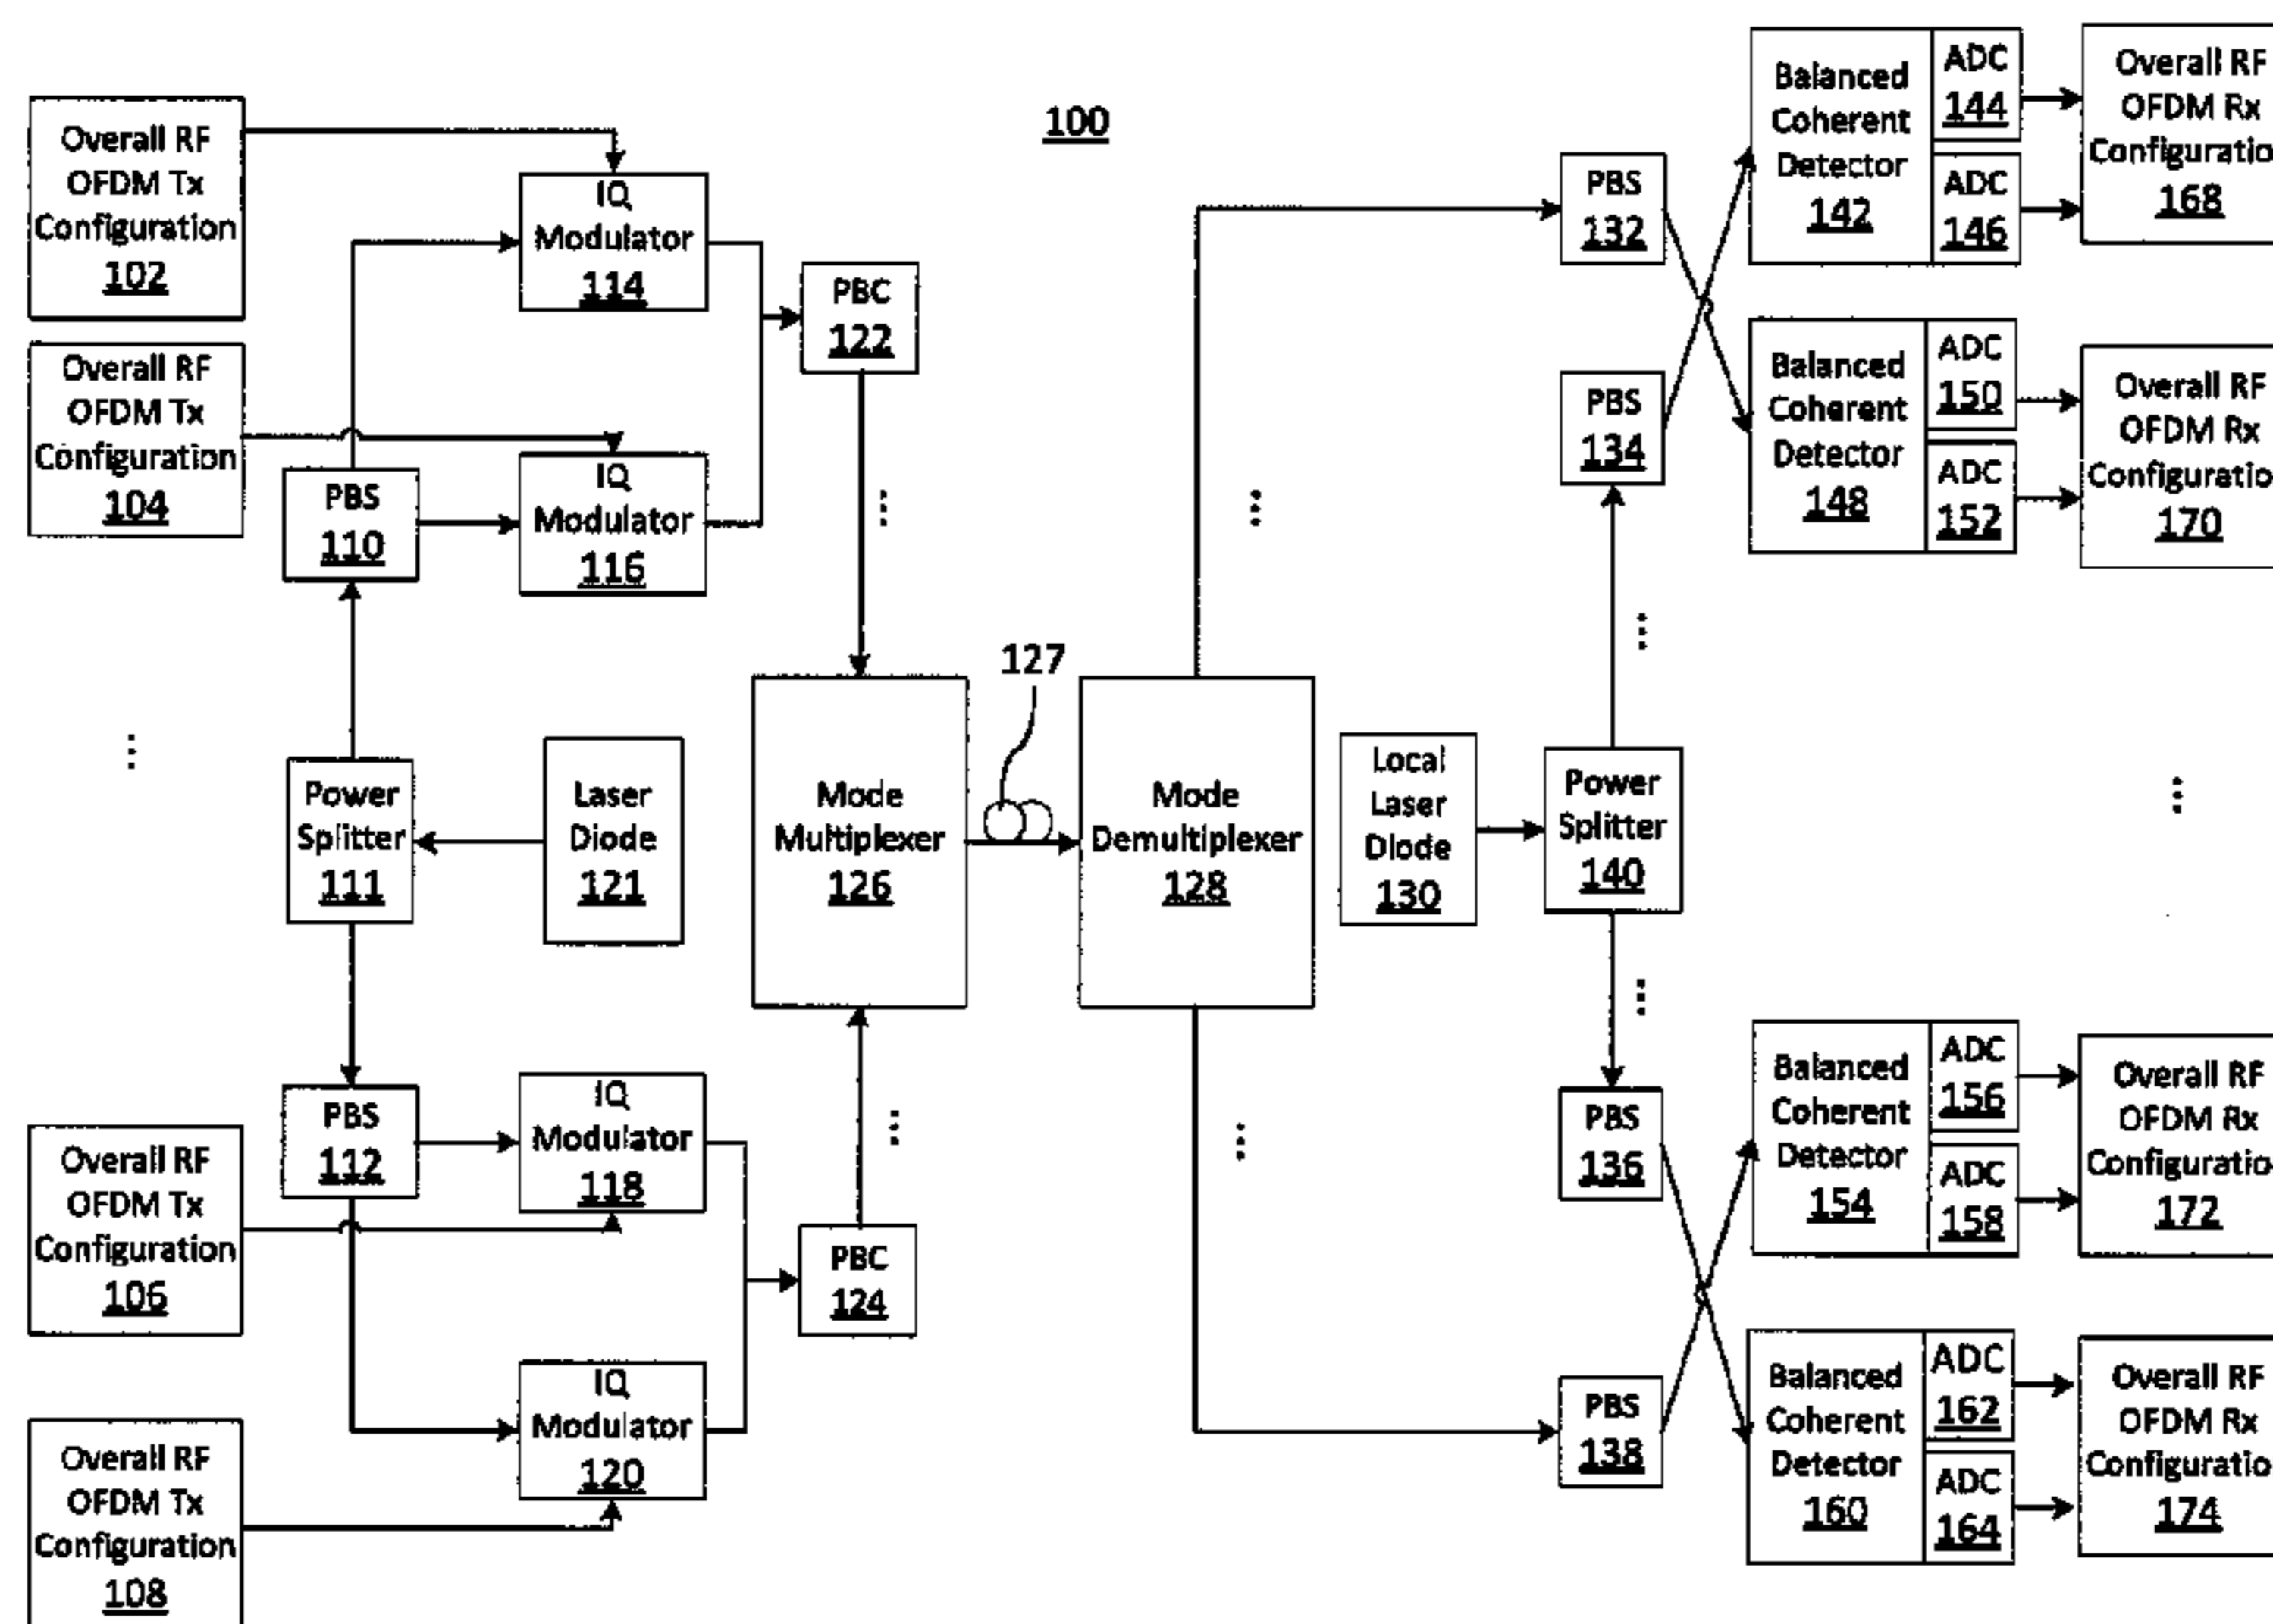 100
Overall RF
OFDM Tx
Configuration
102
Overall RF
OFDM Tx
Configuration
104
PBS
110
IQ
Modulator
114
IQ
Modulator
116
PBC
122
Power
Splitter
111
Laser
Diode
121
Mode
Multiplexer
126
127
Mode
Demultiplexer
128
PBS
112
IQ
Modulator
118
Overall RF
OFDM Tx
Configuration
106
IQ
Modulator
120
PBC
124
Overall RF
OFDM Tx
Configuration
108
Local
Laser
Diode
130
Power
Splitter
140
PBS
132
PBS
134
PBS
136
PBS
138
Balanced
Coherent
Detector
142
ADC
144
ADC
146
Overall RF
OFDM Rx
Configuratio
168
Balanced
Coherent
Detector
148
ADC
150
ADC
152
Overall RF
OFDM Rx
Configuratio
170
Balanced
Coherent
Detector
154
ADC
156
ADC
158
Overall RF
OFDM Rx
Configuratio
172
Balanced
Coherent
Detector
160
ADC
162
ADC
164
Overall RF
OFDM Rx
Configuratio
174